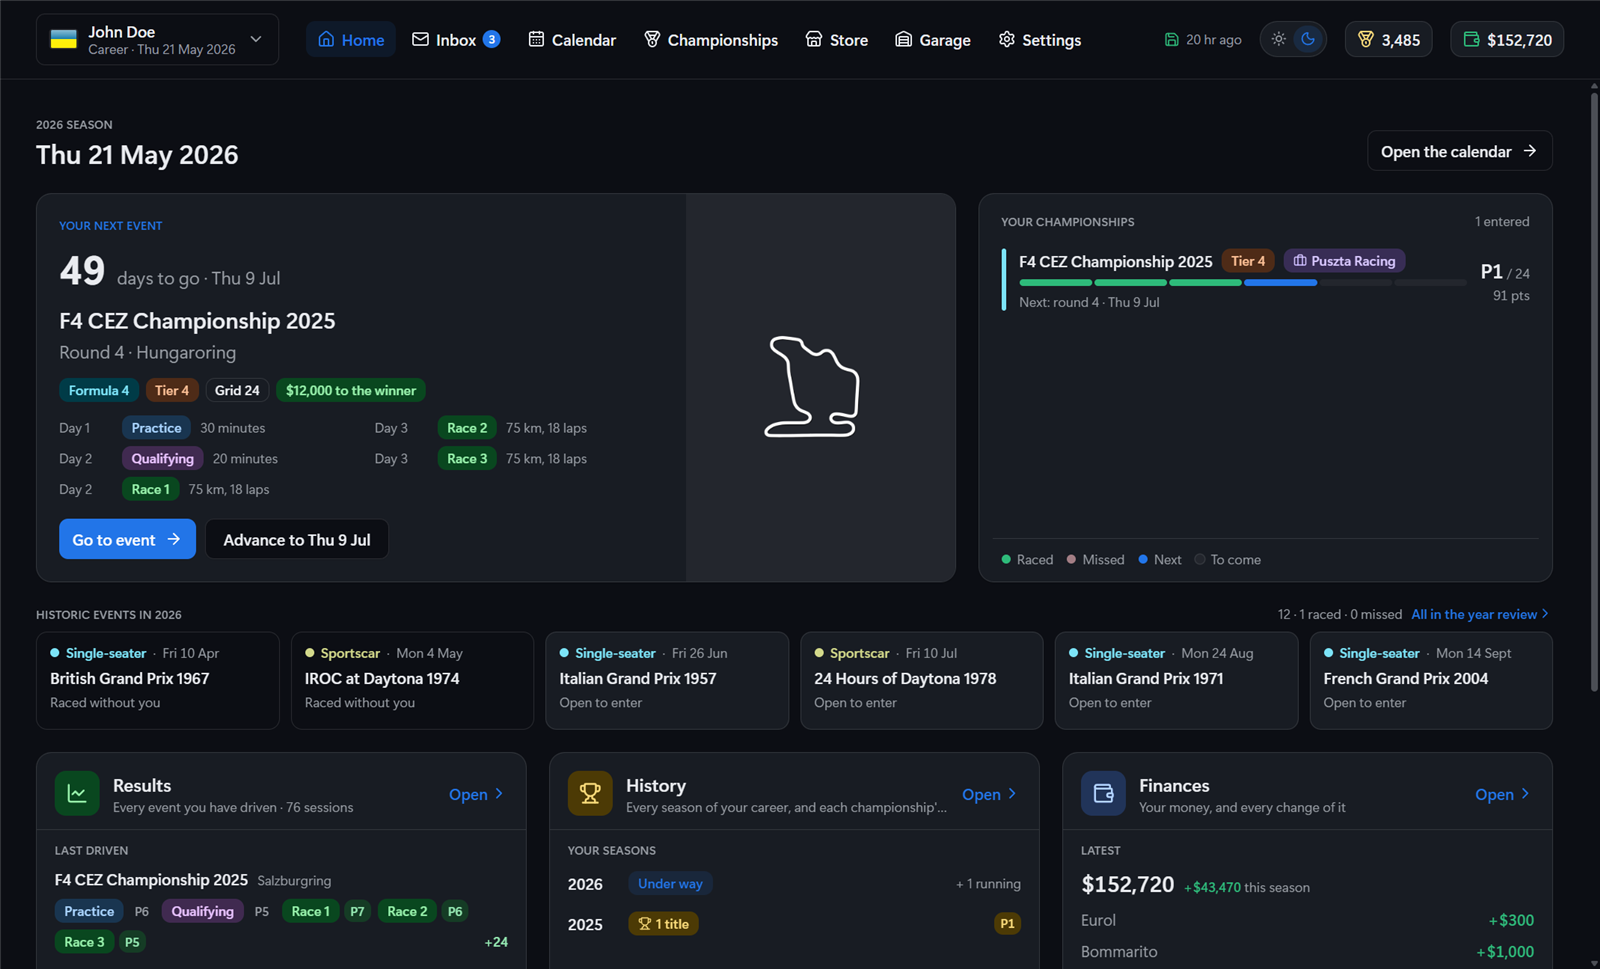 John Doe
Career · Thu 21 May 2026
Home
Inbox 3
Calendar
Championships
Store
Garage
Settings
20 hr ago
3,485
$152,720
2026 SEASON
Thu 21 May 2026
Open the calendar
YOUR NEXT EVENT
49 days to go · Thu 9 Jul
F4 CEZ Championship 2025
Round 4 · Hungaroring
Formula 4 Tier 4 Grid 24 $12,000 to the winner
Day 1 Practice 30 minutes
Day 2 Qualifying 20 minutes
Day 2 Race 1 75 km, 18 laps
Day 3 Race 2 75 km, 18 laps
Day 3 Race 3 75 km, 18 laps
Go to event
Advance to Thu 9 Jul
YOUR CHAMPIONSHIPS
1 entered
F4 CEZ Championship 2025 Tier 4 Puszta Racing
P1 / 24
Next: round 4 · Thu 9 Jul
91 pts
Raced Missed Next To come
HISTORIC EVENTS IN 2026
12 · 1 raced · 0 missed All in the year review
Single-seater · Fri 10 Apr
British Grand Prix 1967
Raced without you
Sportscar · Mon 4 May
IROC at Daytona 1974
Raced without you
Single-seater · Fri 26 Jun
Italian Grand Prix 1957
Open to enter
Sportscar · Fri 10 Jul
24 Hours of Daytona 1978
Open to enter
Single-seater · Mon 24 Aug
Italian Grand Prix 1971
Open to enter
Single-seater · Mon 14 Sept
French Grand Prix 2004
Open to enter
Results
Every event you have driven · 76 sessions
Open
LAST DRIVEN
F4 CEZ Championship 2025 Salzburgring
Practice P6 Qualifying P5 Race 1 P7 Race 2 P6
Race 3 P5
+24
History
Every season of your career, and each championship'...
Open
YOUR SEASONS
2026 Under way + 1 running
2025 1 title P1
Finances
Your money, and every change of it
Open
LATEST
$152,720 +$43,470 this season
Eurol +$300
Bommarito +$1,000